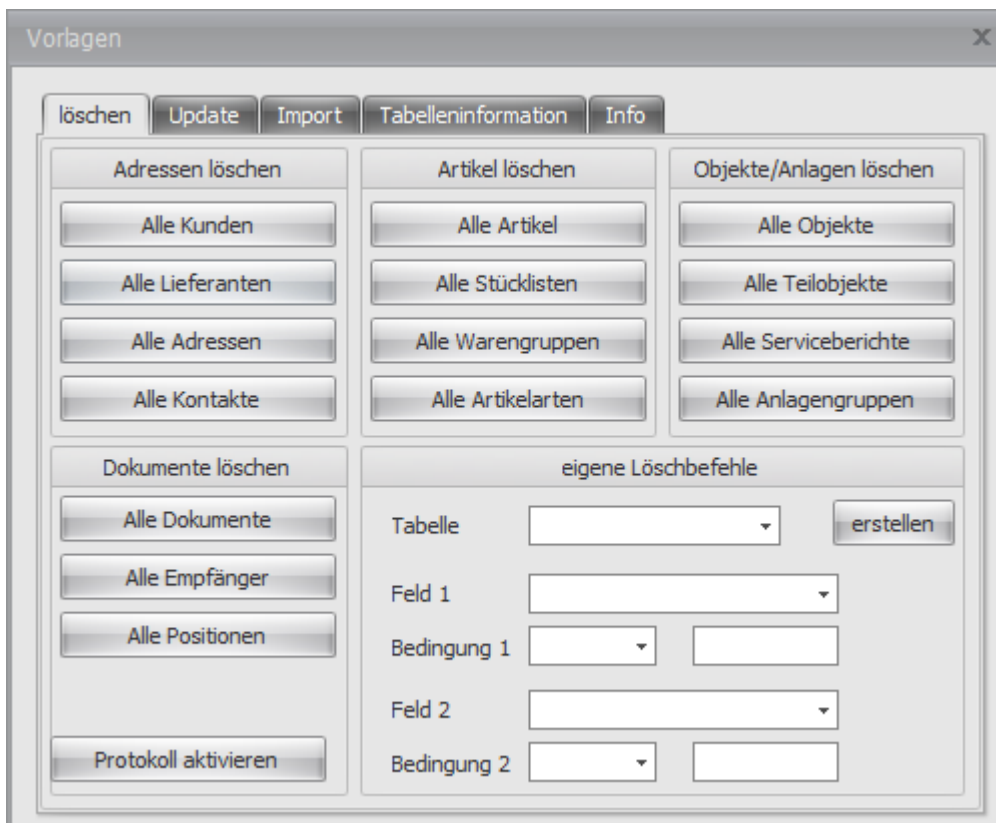 Vorlagen
löschen Update Import Tabelleninformation Info
Adressen löschen
Alle Kunden
Alle Lieferanten
Alle Adressen
Alle Kontakte
Artikel löschen
Alle Artikel
Alle Stücklisten
Alle Warengruppen
Alle Artikelarten
Objekte/Anlagen löschen
Alle Objekte
Alle Teilobjekte
Alle Serviceberichte
Alle Anlagengruppen
Dokumente löschen
Alle Dokumente
Alle Empfänger
Alle Positionen
Protokoll aktivieren
eigene Löschbefehle
Tabelle erstellen
Feld 1
Bedingung 1
Feld 2
Bedingung 2